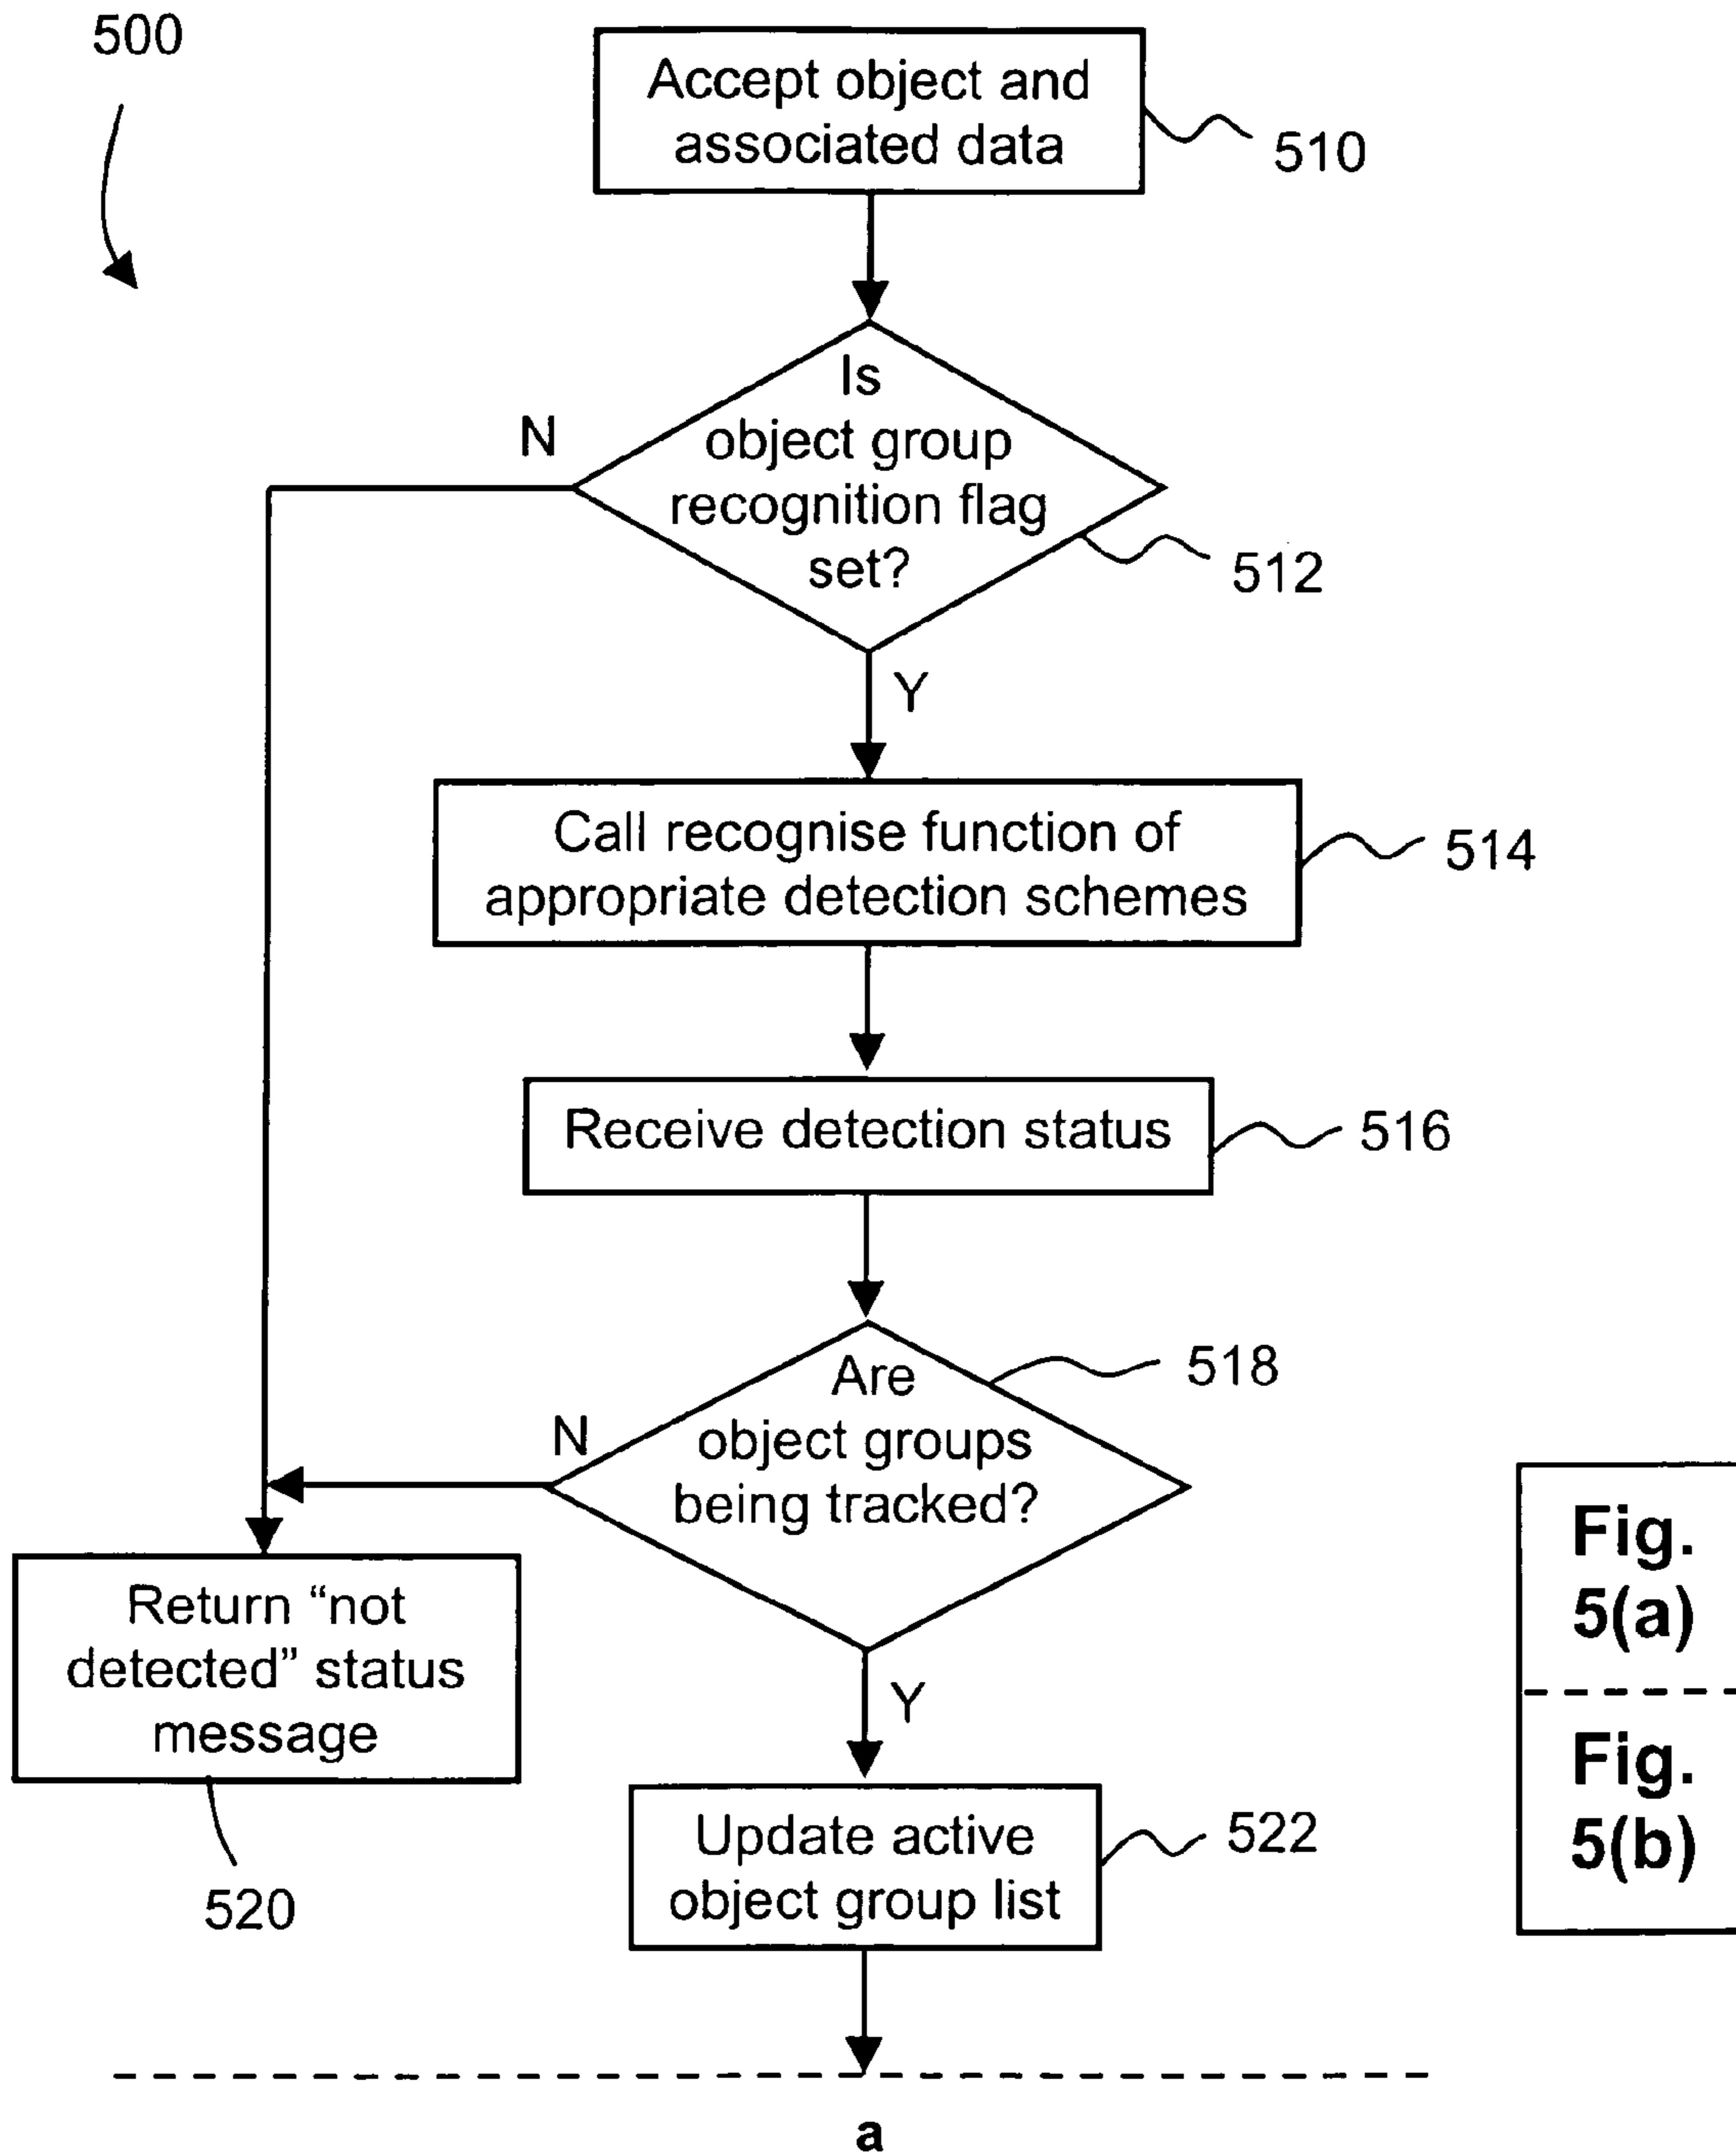 500
Accept object and
associated data
510
Is
object group
recognition flag
set?
N
512
Y
Call recognise function of
appropriate detection schemes
514
Receive detection status
516
Are
object groups
being tracked?
518
N
Return “not
detected” status
message
520
Y
Update active
object group list
522
Fig.
5(a)
Fig.
5(b)
a